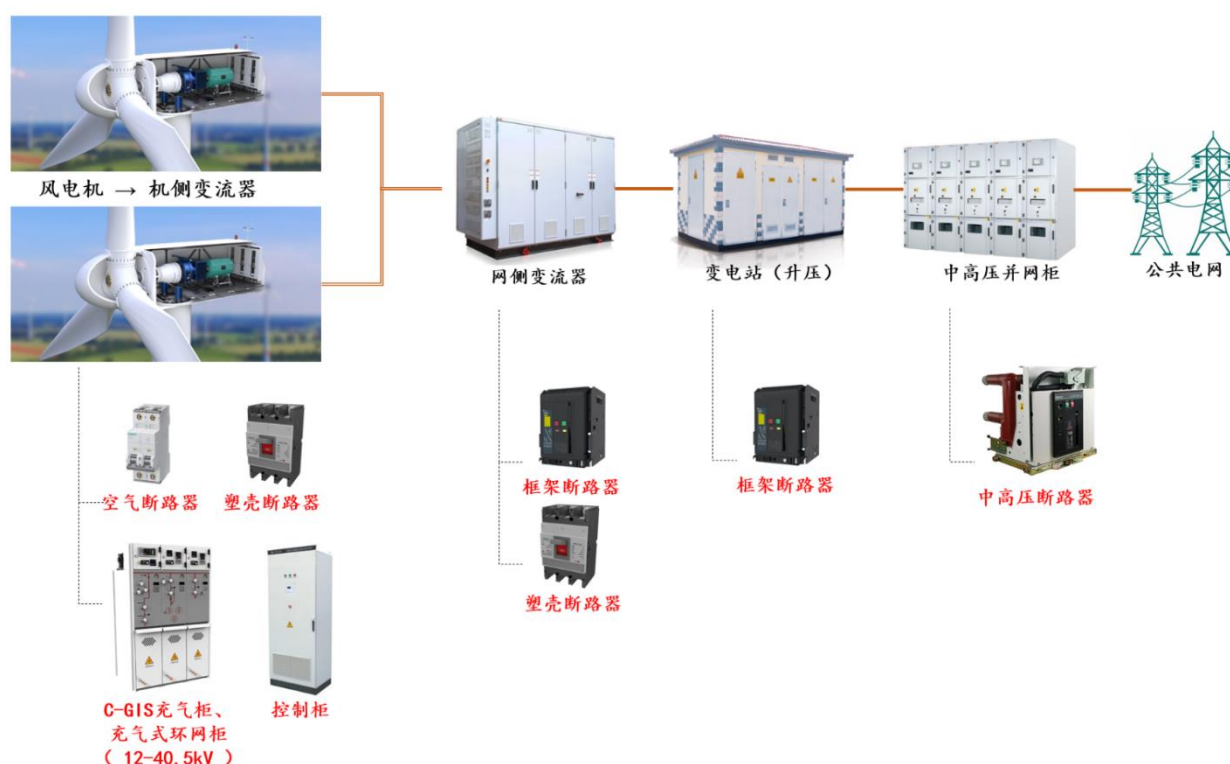 风电机 → 机侧变流器
网侧变流器
变电站（升压）
中高压并网柜
公共电网
空气断路器
塑壳断路器
框架断路器
框架断路器
中高压断路器
塑壳断路器
C-GIS充气柜、
充气式环网柜
（ 12-40.5kV ）
控制柜